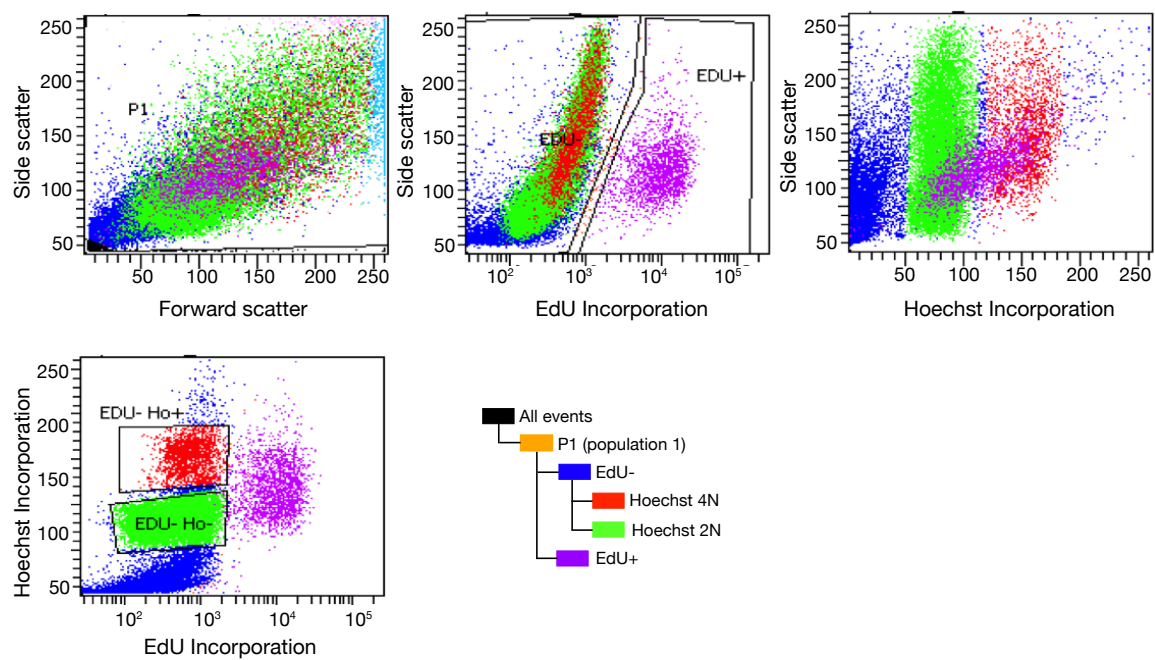 250
200
150
100
50
Side scatter
P1
50 100 150 200 250
Forward scatter
250
200
150
100
50
Side scatter
EDU+
EDU-
10² 10³ 10⁴ 10⁵
EdU Incorporation
250
200
150
100
50
Side scatter
50 100 150 200 250
Hoechst Incorporation
250
200
150
100
50
Hoechst Incorporation
EDU- Ho+
EDU- Ho-
10² 10³ 10⁴ 10⁵
EdU Incorporation
All events
P1 (population 1)
EdU-
Hoechst 4N
Hoechst 2N
EdU+